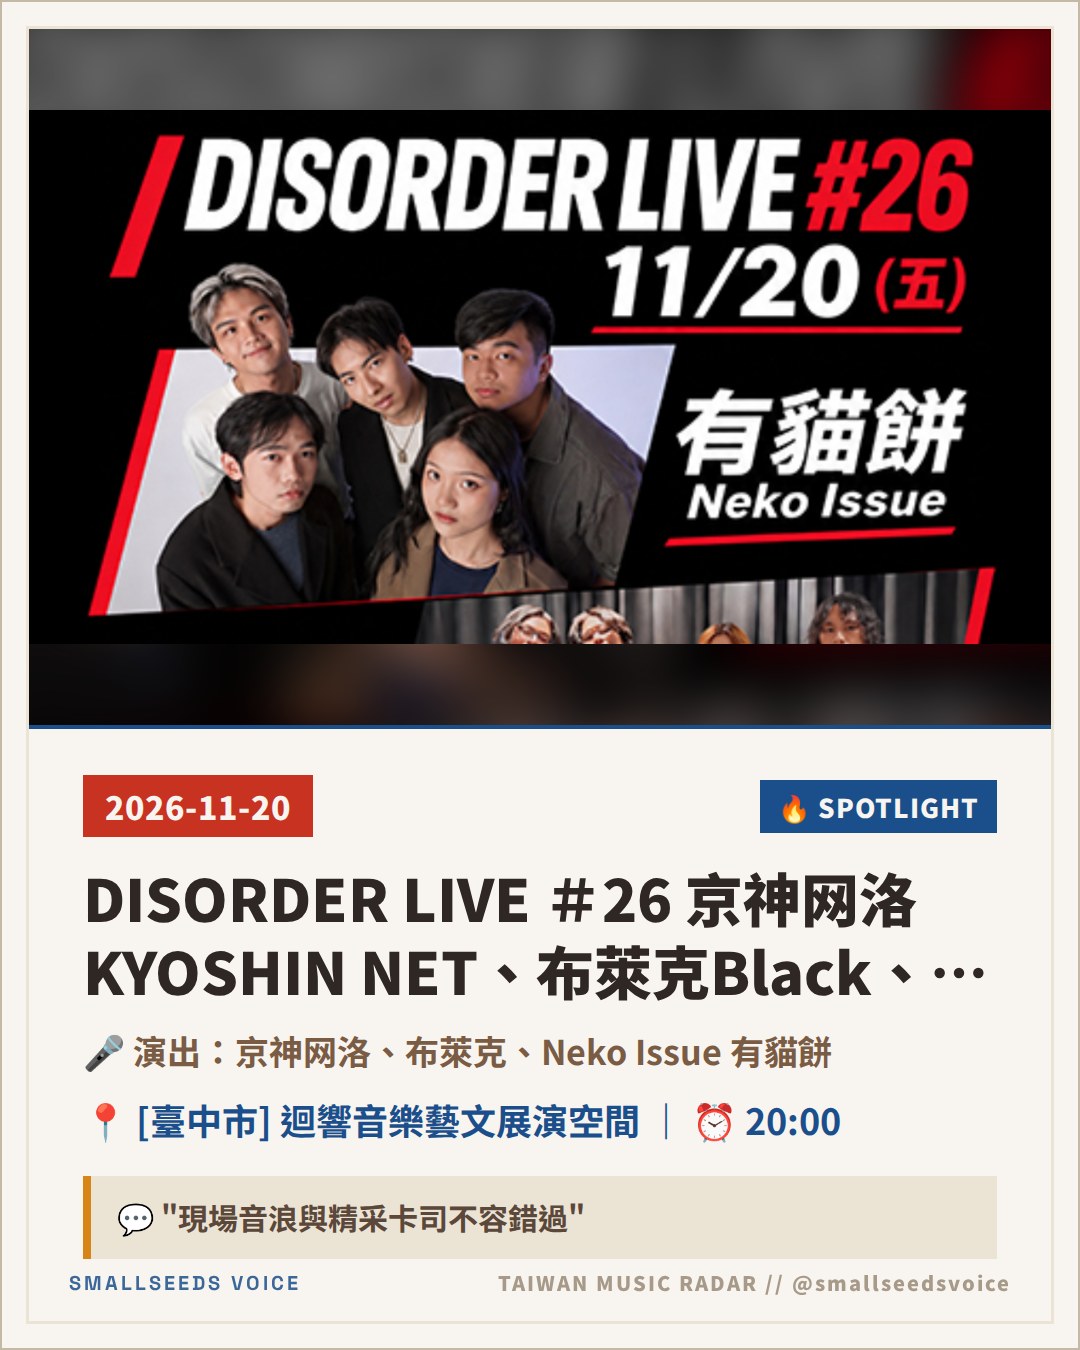 DISORDER LIVE #26
11/20 (五)
有貓餅
Neko Issue
2026-11-20
🔥 SPOTLIGHT
DISORDER LIVE ＃26 京神网洛
KYOSHIN NET、布萊克Black、…
🎤 演出：京神网洛、布萊克、Neko Issue 有貓餅
📍 [臺中市] 迴響音樂藝文展演空間 ｜ ⏰ 20:00
💬 "現場音浪與精采卡司不容錯過"
SMALLSEEDS VOICE
TAIWAN MUSIC RADAR // @smallseedsvoice